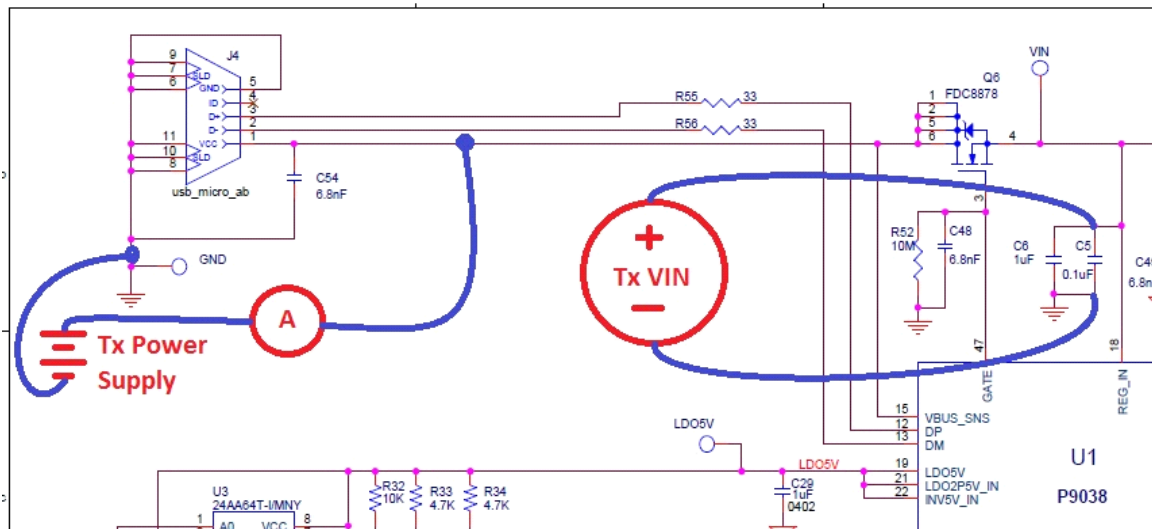 VIN
J4
9
7
6
SLD
GND
ID
D+
D-
VCC
5
4
3
2
1
11
10
8
SLD
usb_micro_ab
R55
33
R56
33
Q6
FDC8878
1
2
5
6
4
3
C54
6.8nF
GND
A
Tx Power
Supply
+
Tx VIN
−
R52
10M
C48
6.8nF
C6
1uF
C5
0.1uF
6.8n
47
GATE
18
REG_IN
15
VBUS_SNS
12
DP
13
DM
LDO5V
LDO5V
19
LDO5V
21
LDO2P5V_IN
22
INV5V_IN
U1
P9038
U3
24AA64T-I/MNY
1
A0
VCC
8
R32
10K
R33
4.7K
R34
4.7K
C29
1uF
0402